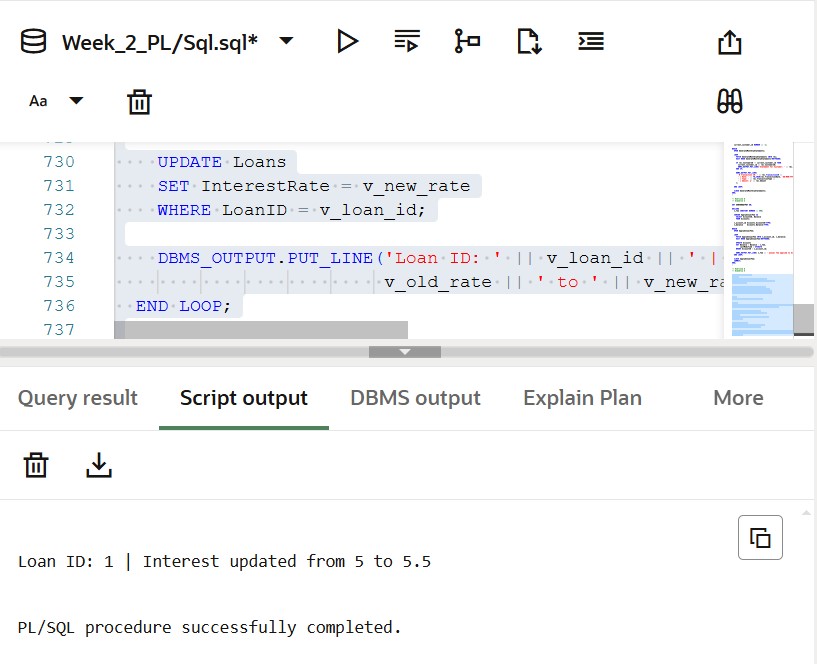 Week_2_PL/Sql.sql*
Aa
730 UPDATE Loans
731 SET InterestRate = v_new_rate
732 WHERE LoanID = v_loan_id;
733
734 DBMS_OUTPUT.PUT_LINE('Loan ID: ' || v_loan_id || ' |
735 v_old_rate || ' to ' || v_new_ra
736 END LOOP;
737
Query result
Script output
DBMS output
Explain Plan
More
Loan ID: 1 | Interest updated from 5 to 5.5
PL/SQL procedure successfully completed.